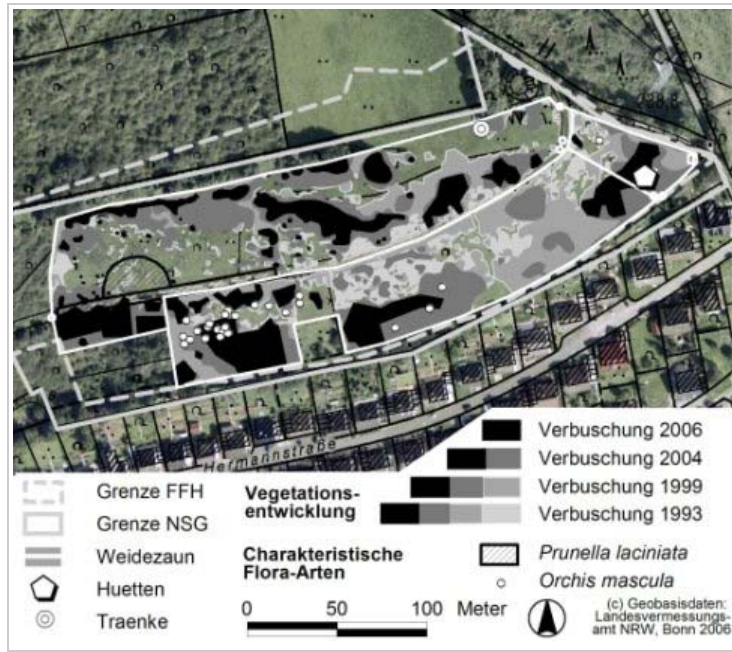 Hermannstraße
Verbuschung 2006
Verbuschung 2004
Verbuschung 1999
Verbuschung 1993
Vegetations-
entwicklung
Grenze FFH
Grenze NSG
Weidezaun
Huetten
Traenke
Charakteristische
Flora-Arten
Prunella laciniata
Orchis mascula
0 50 100 Meter
(c) Geobasisdaten:
Landesvermessungs-
amt NRW, Bonn 2006